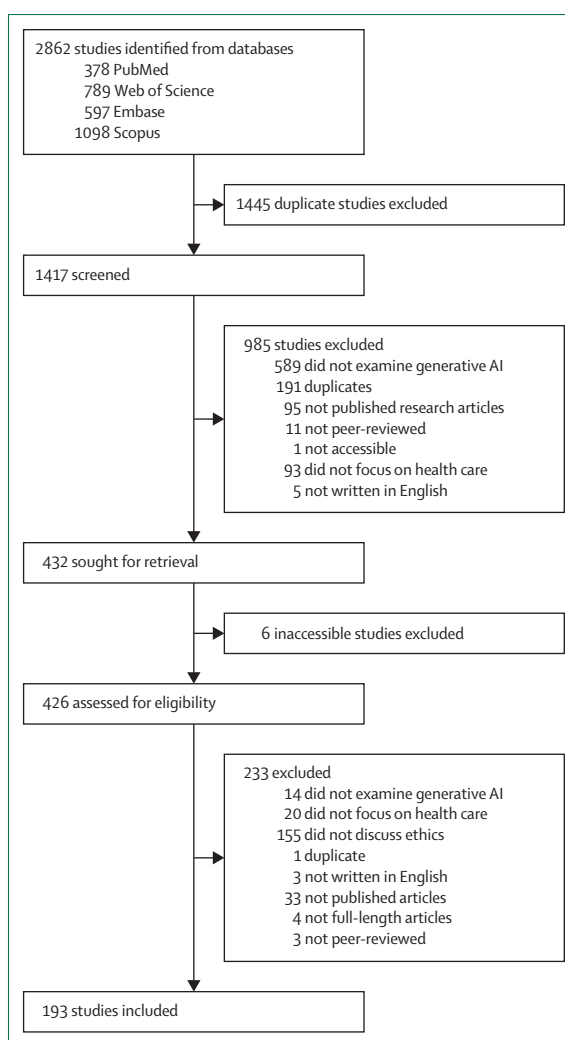 2862 studies identified from databases
378 PubMed
789 Web of Science
597 Embase
1098 Scopus
1445 duplicate studies excluded
1417 screened
985 studies excluded
589 did not examine generative AI
191 duplicates
95 not published research articles
11 not peer-reviewed
1 not accessible
93 did not focus on health care
5 not written in English
432 sought for retrieval
6 inaccessible studies excluded
426 assessed for eligibility
233 excluded
14 did not examine generative AI
20 did not focus on health care
155 did not discuss ethics
1 duplicate
3 not written in English
33 not published articles
4 not full-length articles
3 not peer-reviewed
193 studies included